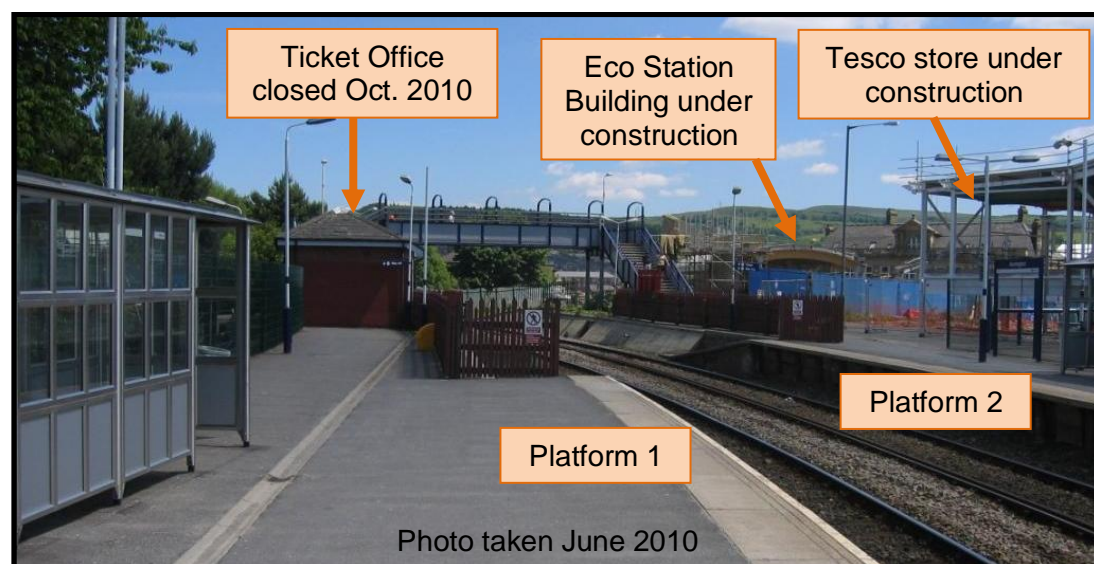 Ticket Office
closed Oct. 2010
Eco Station
Building under
construction
Tesco store under
construction
Platform 2
Platform 1
Photo taken June 2010